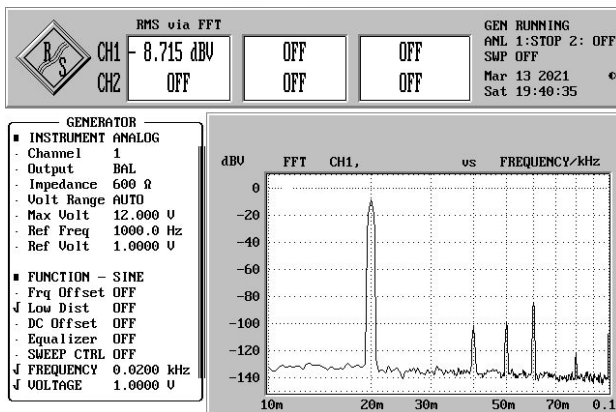 RMS via FFT
R
S
CH1 - 8.715 dBV OFF OFF
CH2 OFF OFF OFF
GEN RUNNING
ANL 1:STOP 2: OFF
SWP OFF
Mar 13 2021
Sat 19:40:35
GENERATOR
INSTRUMENT ANALOG
Channel 1
Output BAL
Impedance 600 Ω
Volt Range AUTO
Max Volt 12.000 V
Ref Freq 1000.0 Hz
Ref Volt 1.0000 V
FUNCTION - SINE
Frq Offset OFF
Low Dist OFF
DC Offset OFF
Equalizer OFF
SWEEP CTRL OFF
FREQUENCY 0.0200 kHz
VOLTAGE 1.0000 V
dBV FFT CH1, vs FREQUENCY/kHz
0
-20
-40
-60
-80
-100
-120
-140
10m 20m 30m 50m 70m 0.1